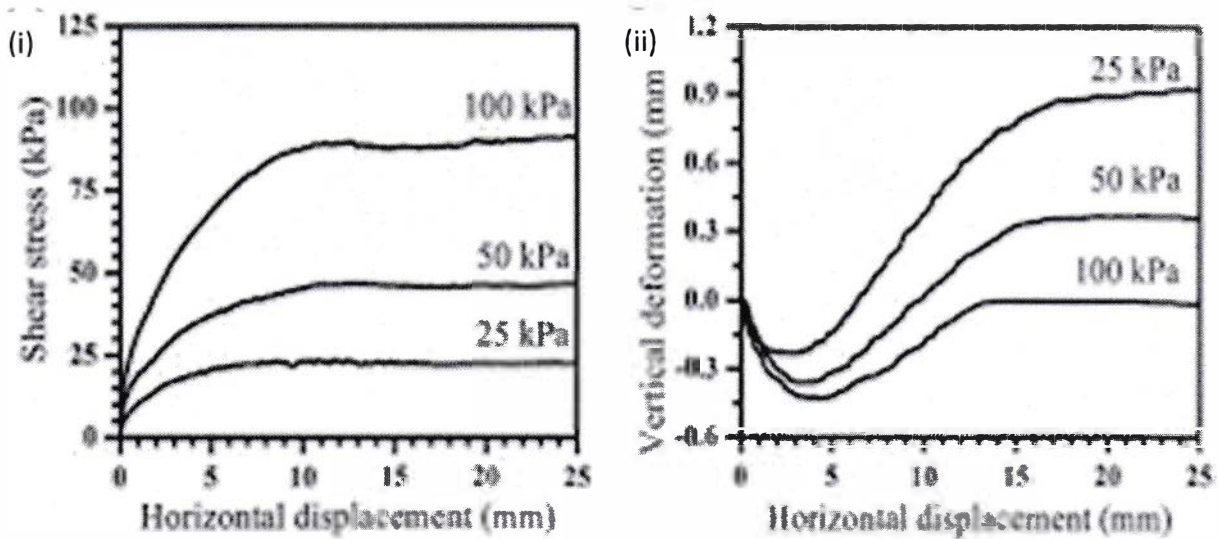 (i)
Shear stress (kPa)
125
100
75
50
25
0
100 kPa
50 kPa
25 kPa
0 5 10 15 20 25
Horizontal displacement (mm)
(ii)
Vertical deformation (mm
1.2
0.9
0.6
0.3
0.0
-0.3
-0.6
25 kPa
50 kPa
100 kPa
0 5 10 15 20 25
Horizontal displacement (mm)